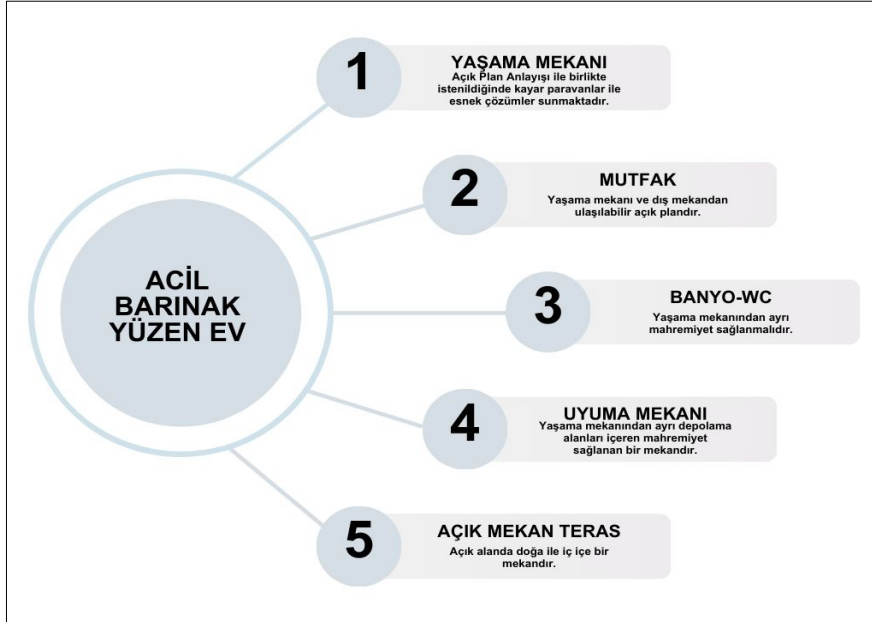 1
YAŞAMA MEKANI
Açık Plan Anlayışı ile birlikte
istenildiğinde kayar paravanlar ile
esnek çözümler sunmaktadır.
2
MUTFAK
Yaşama mekanı ve dış mekandan
ulaşılabilir açık plandır.
ACİL
BARINAK
YÜZEN EV
3
BANYO-WC
Yaşama mekanından ayrı
mahremiyet sağlanmalıdır.
4
UYUMA MEKANI
Yaşama mekanından ayrı depolama
alanları içeren mahremiyet
sağlanan bir mekandır.
5
AÇIK MEKAN TERAS
Açık alanda doğa ile iç içe bir
mekandır.